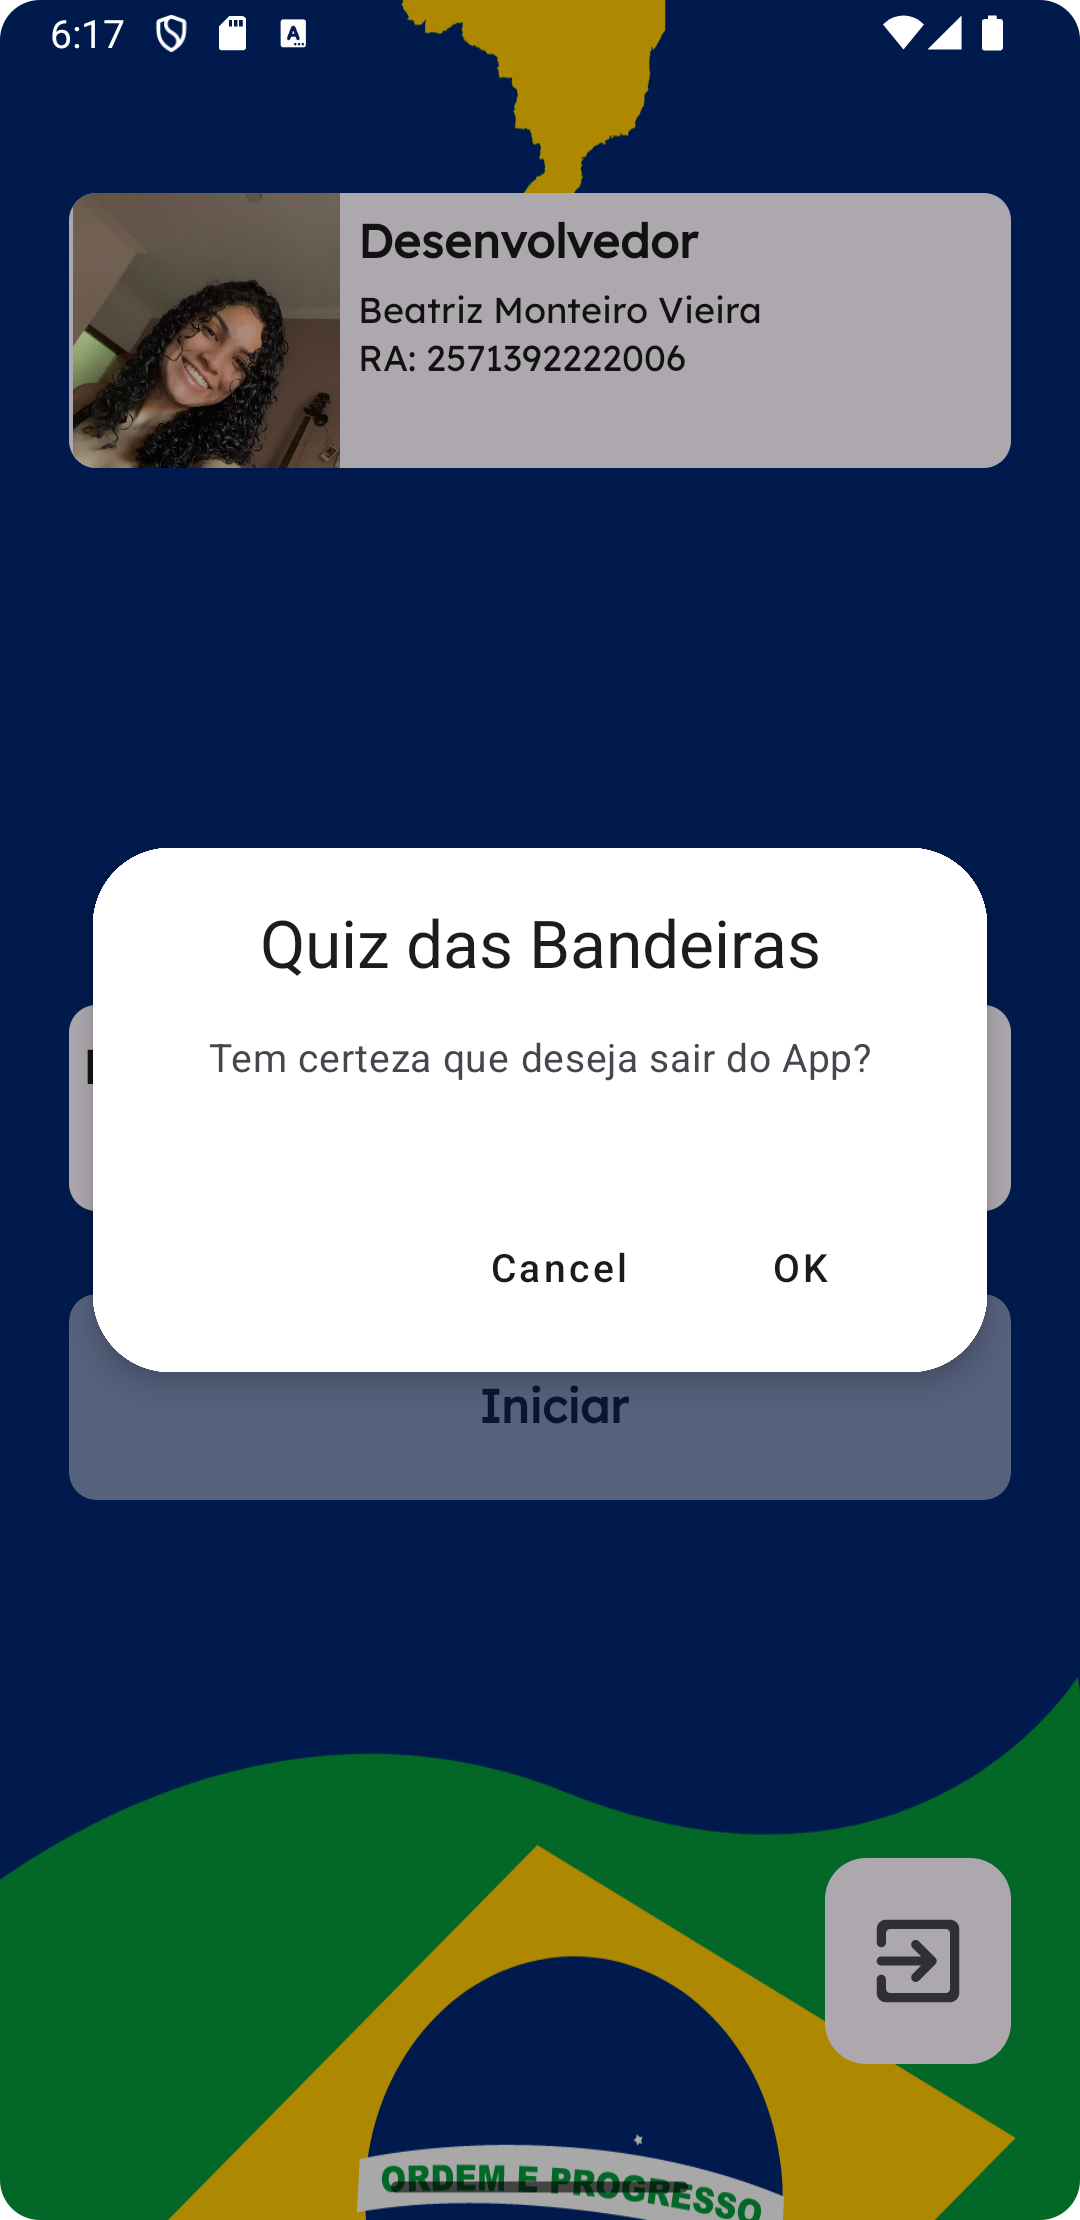 6:17
Desenvolvedor
Beatriz Monteiro Vieira
RA: 2571392222006
Quiz das Bandeiras
Tem certeza que deseja sair do App?
Cancel OK
Iniciar
ORDEM E PROGRESSO